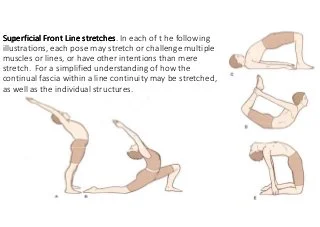 Superficial Front Line stretches. In each of the following
illustrations, each pose may stretch or challenge multiple
muscles or lines, or have other intentions than mere
stretch. For a simplified understanding of how the
continual fascia within a line continuity may be stretched,
as well as the individual structures.
C
D
A
B
E